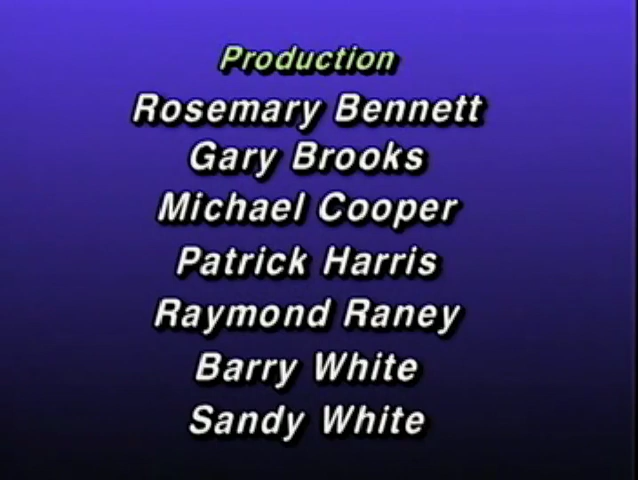 Production
Rosemary Bennett
Gary Brooks
Michael Cooper
Patrick Harris
Raymond Raney
Barry White
Sandy White